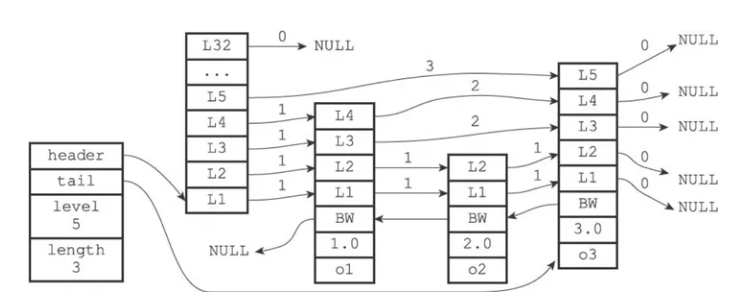 header
tail
level
5
length
3
L32
...
L5
L4
L3
L2
L1
0
NULL
3
1
1
1
1
L4
L3
L2
L1
BW
1.0
o1
NULL
2
2
1
1
L2
L1
BW
2.0
o2
1
1
L5
L4
L3
L2
L1
BW
3.0
o3
0
NULL
0
NULL
0
NULL
0
NULL
0
NULL